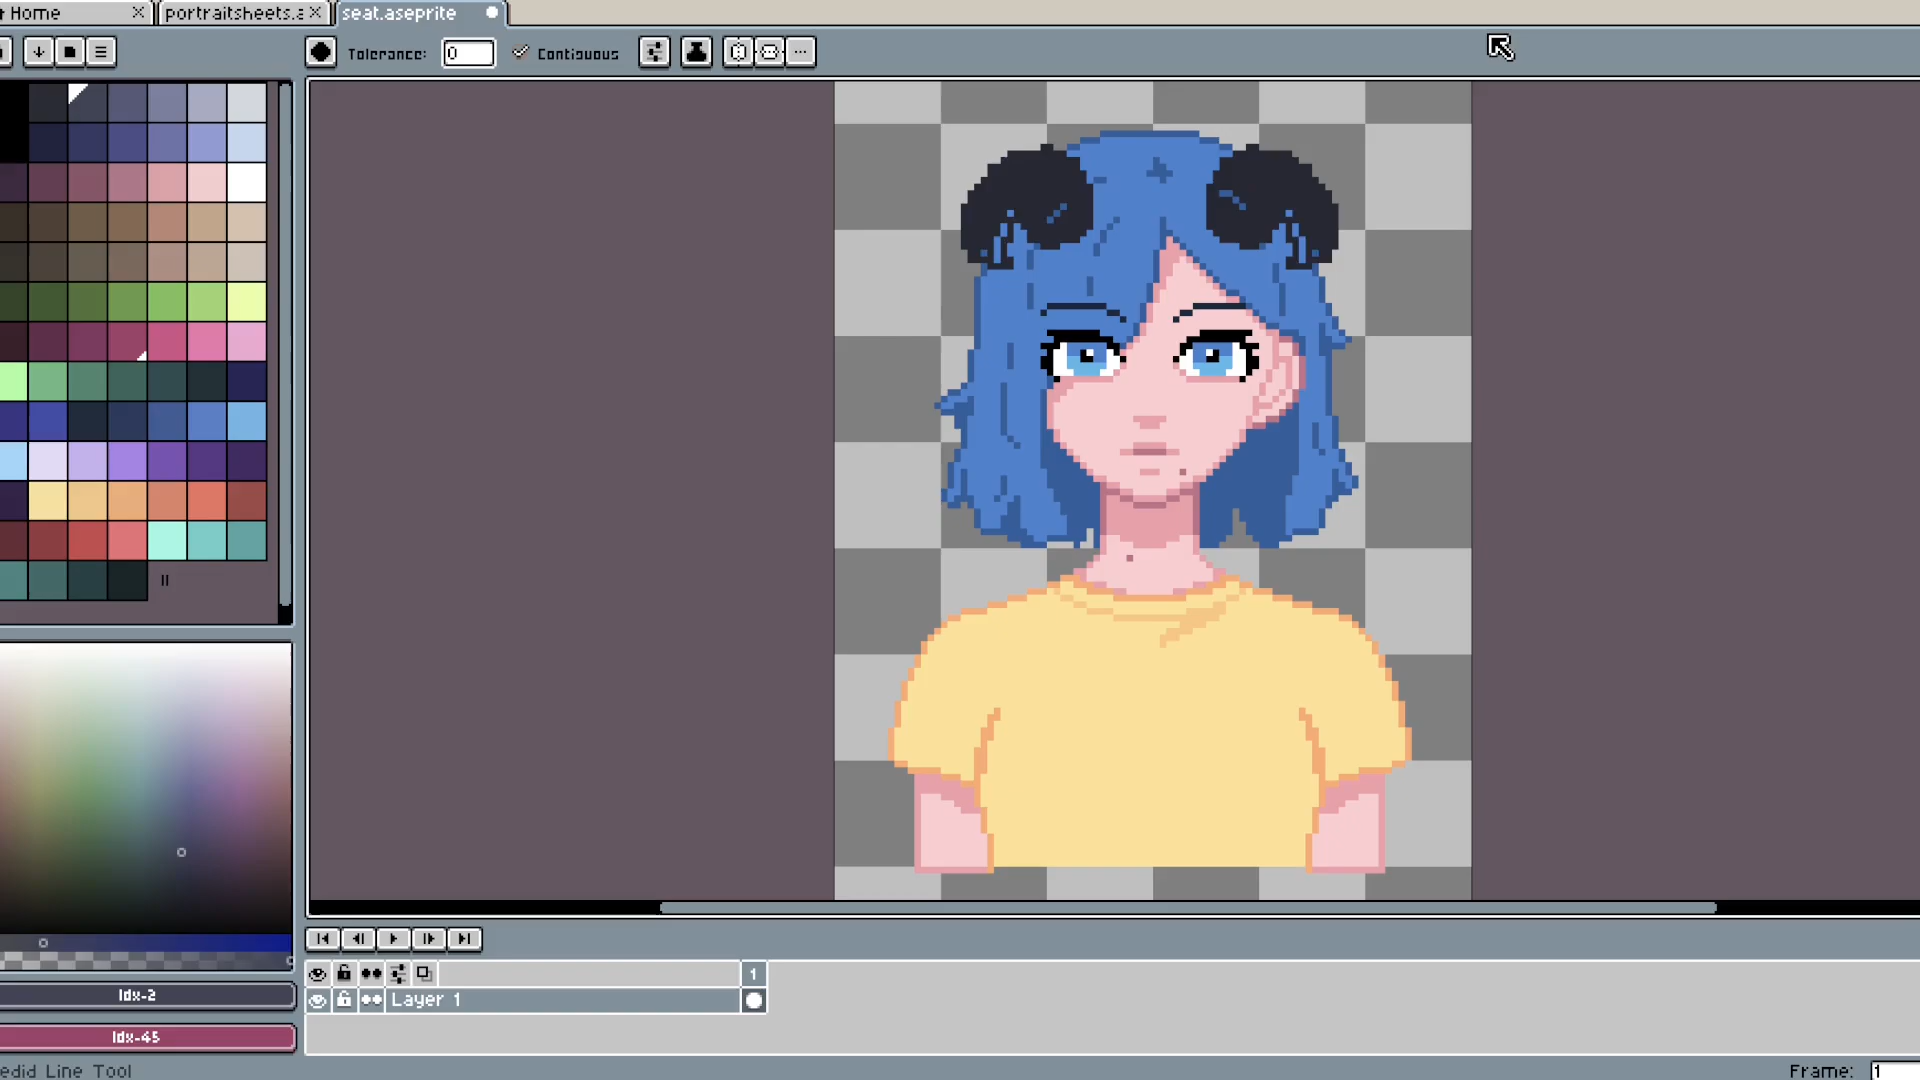 Home
portraitsheets.a
seat.aseprite
Tolerance: 0 Contiguous
1
Layer 1
Idx-2
Idx-45
edid Line Tool
Frame: 1